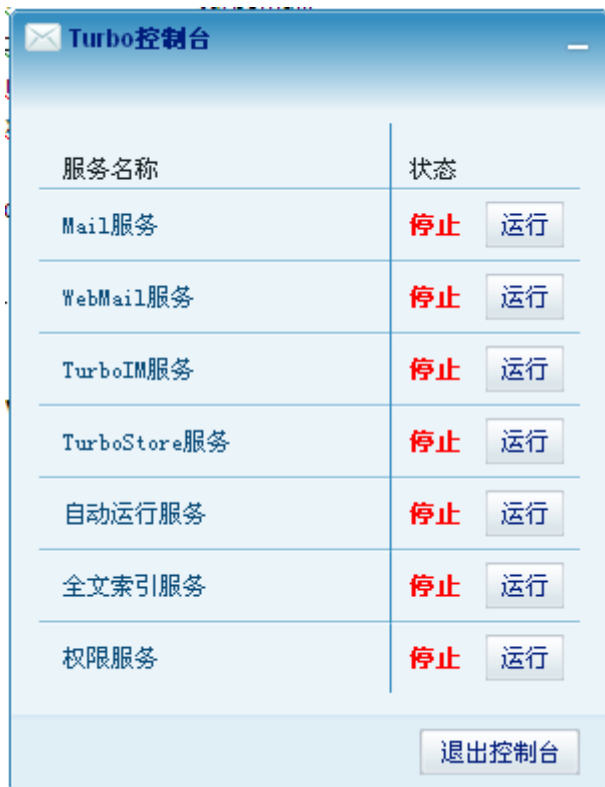 Turbo控制台
服务名称 状态
Mail服务 停止 运行
WebMail服务 停止 运行
TurboIM服务 停止 运行
TurboStore服务 停止 运行
自动运行服务 停止 运行
全文索引服务 停止 运行
权限服务 停止 运行
退出控制台